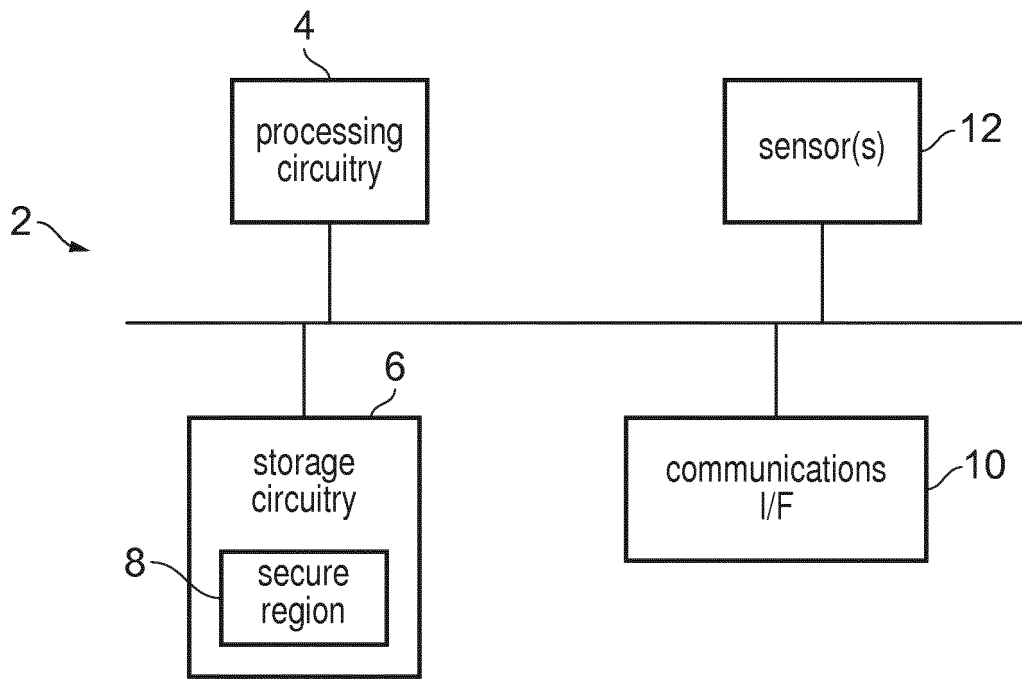 4
processing
circuitry
sensor(s)
12
2
6
storage
circuitry
communications
I/F
10
8
secure
region